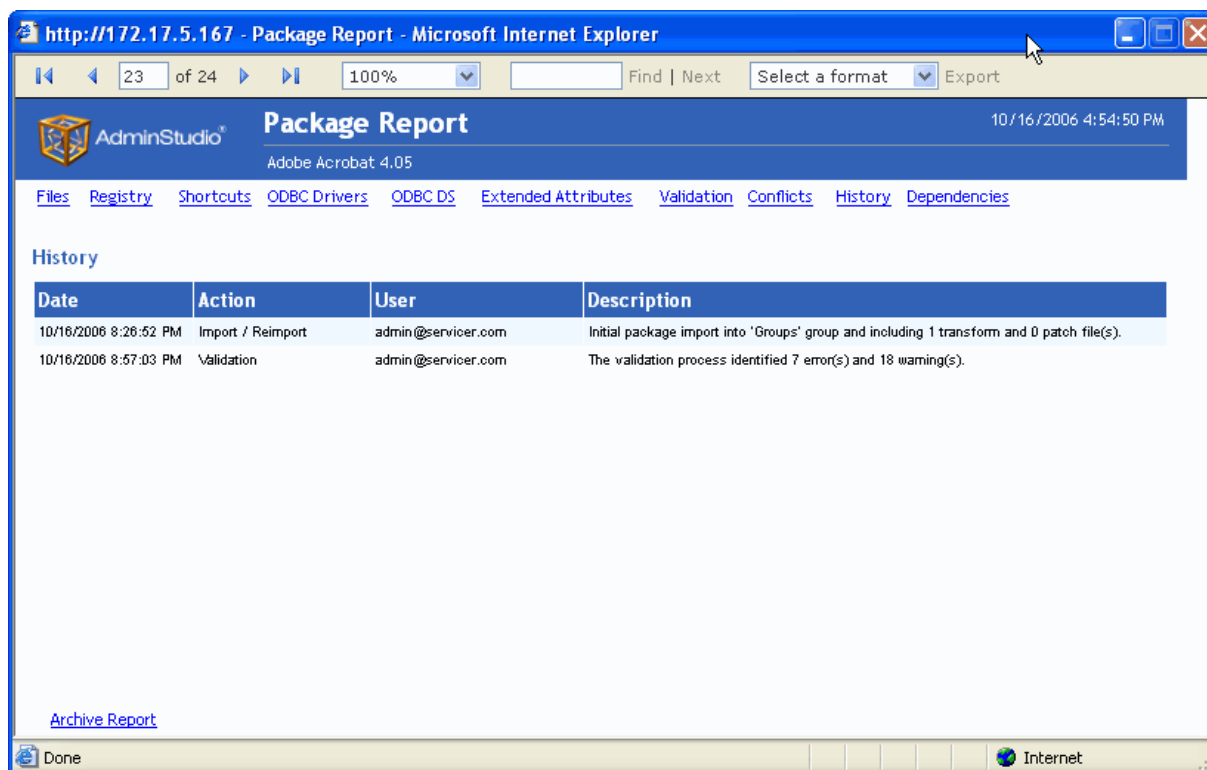 http://172.17.5.167 - Package Report - Microsoft Internet Explorer
23 of 24 100% Find | Next Select a format Export
AdminStudio® Package Report 10/16/2006 4:54:50 PM
Adobe Acrobat 4.05
Files Registry Shortcuts ODBC Drivers ODBC DS Extended Attributes Validation Conflicts History Dependencies
History
Date Action User Description
10/16/2006 8:26:52 PM Import / Reimport admin@servicer.com Initial package import into 'Groups' group and including 1 transform and 0 patch file(s).
10/16/2006 8:57:03 PM Validation admin@servicer.com The validation process identified 7 error(s) and 18 warning(s).
Archive Report
Done Internet